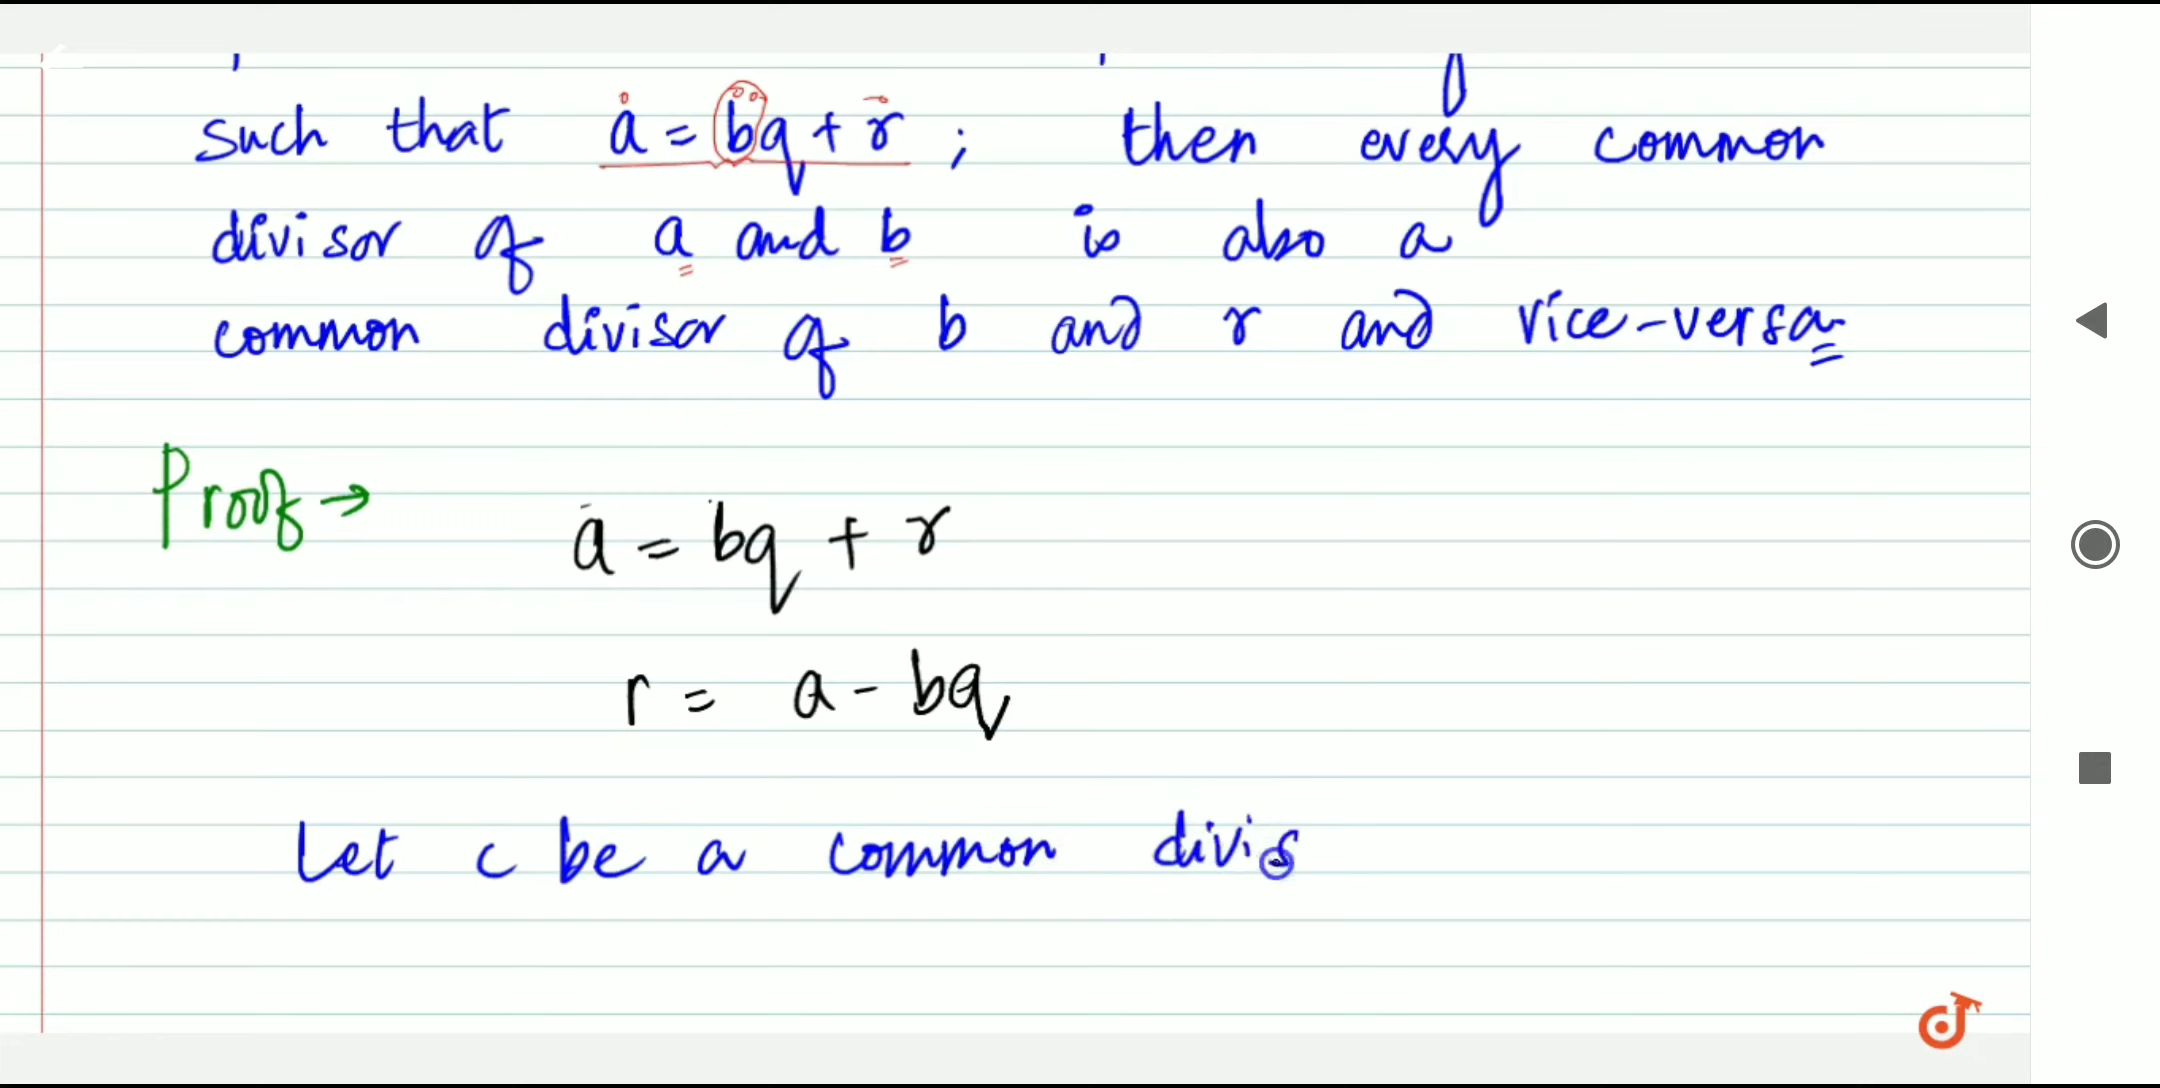 such that a = bq + r ; then every common
divisor of a and b is also a
common divisor of b and r and vice-versa
Proof →
a = bq + r
r = a - bq
Let c be a common divis